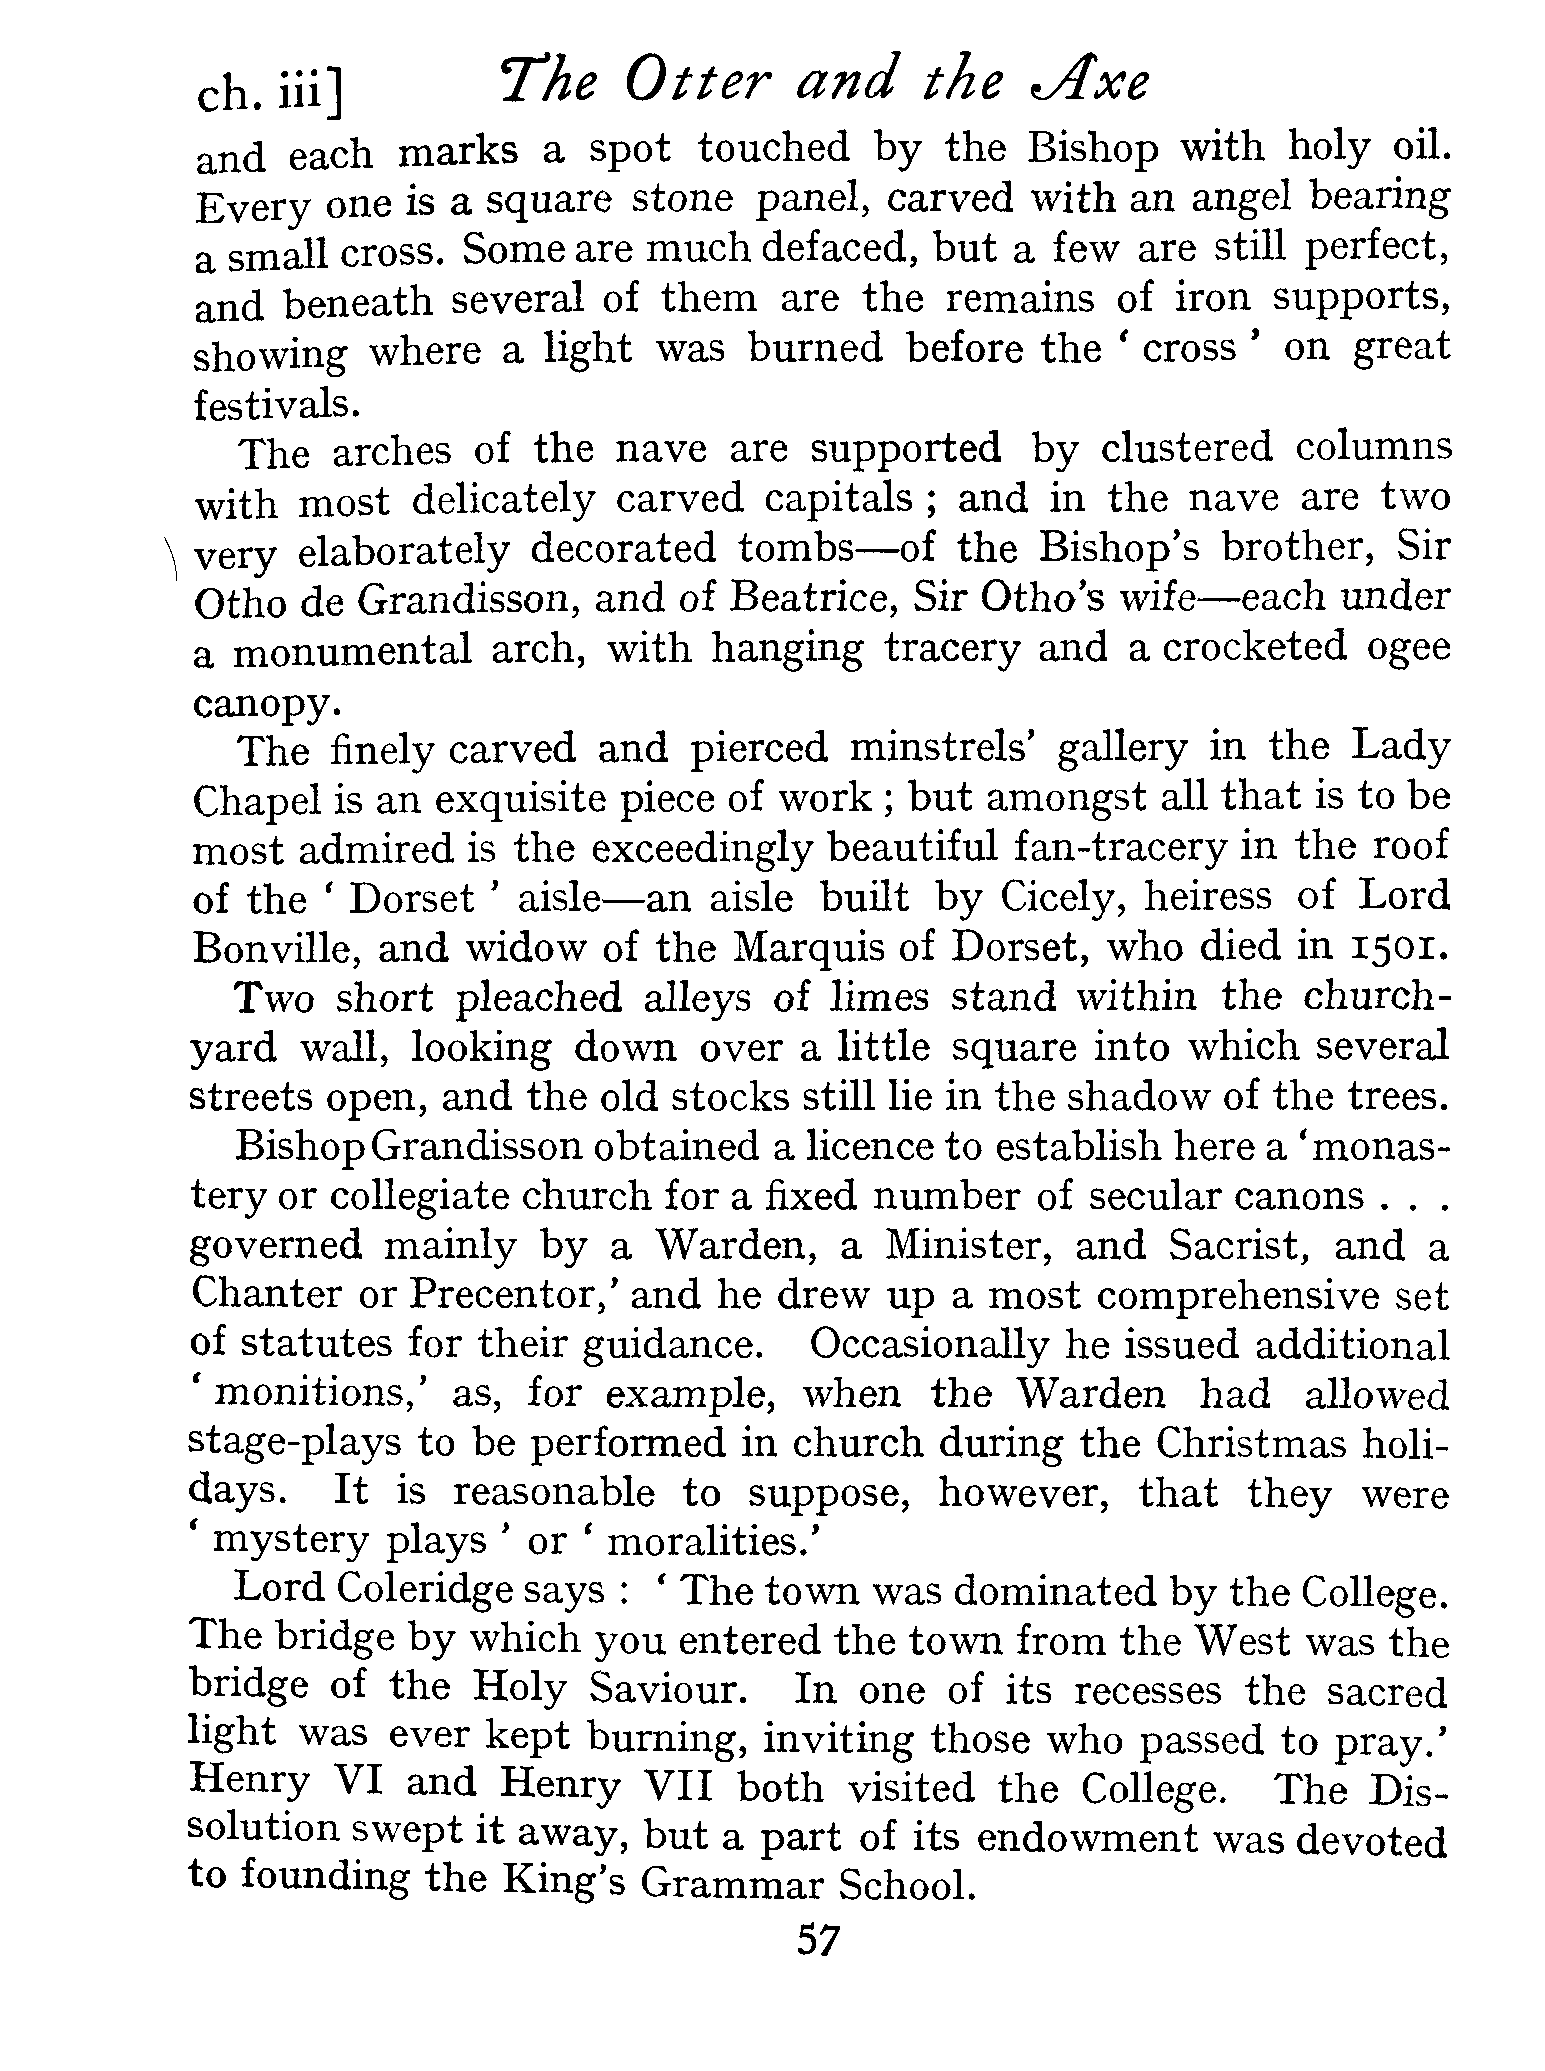 ch. iii] The Otter and the Axe
and each marks a spot touched by the Bishop with holy oil.
Every one is a square stone panel, carved with an angel bearing
a small cross. Some are much defaced, but a few are still perfect,
and beneath several of them are the remains of iron supports,
showing where a light was burned before the ‘ cross ’ on great
festivals.
The arches of the nave are supported by clustered columns
with most delicately carved capitals ; and in the nave are two
very elaborately decorated tombs—of the Bishop’s brother, Sir
Otho de Grandisson, and of Beatrice, Sir Otho’s wife—each under
a monumental arch, with hanging tracery and a crocketed ogee
canopy.
The finely carved and pierced minstrels’ gallery in the Lady
Chapel is an exquisite piece of work ; but amongst all that is to be
most admired is the exceedingly beautiful fan-tracery in the roof
of the ‘ Dorset ’ aisle—an aisle built by Cicely, heiress of Lord
Bonville, and widow of the Marquis of Dorset, who died in 1501.
Two short pleached alleys of limes stand within the church-
yard wall, looking down over a little square into which several
streets open, and the old stocks still lie in the shadow of the trees.
Bishop Grandisson obtained a licence to establish here a ‘monas-
tery or collegiate church for a fixed number of secular canons . . .
governed mainly by a Warden, a Minister, and Sacrist, and a
Chanter or Precentor,’ and he drew up a most comprehensive set
of statutes for their guidance. Occasionally he issued additional
‘ monitions,’ as, for example, when the Warden had allowed
stage-plays to be performed in church during the Christmas holi-
days. It is reasonable to suppose, however, that they were
‘ mystery plays ’ or ‘ moralities.’
Lord Coleridge says : ‘ The town was dominated by the College.
The bridge by which you entered the town from the West was the
bridge of the Holy Saviour. In one of its recesses the sacred
light was ever kept burning, inviting those who passed to pray.’
Henry VI and Henry VII both visited the College. The Dis-
solution swept it away, but a part of its endowment was devoted
to founding the King’s Grammar School.
57